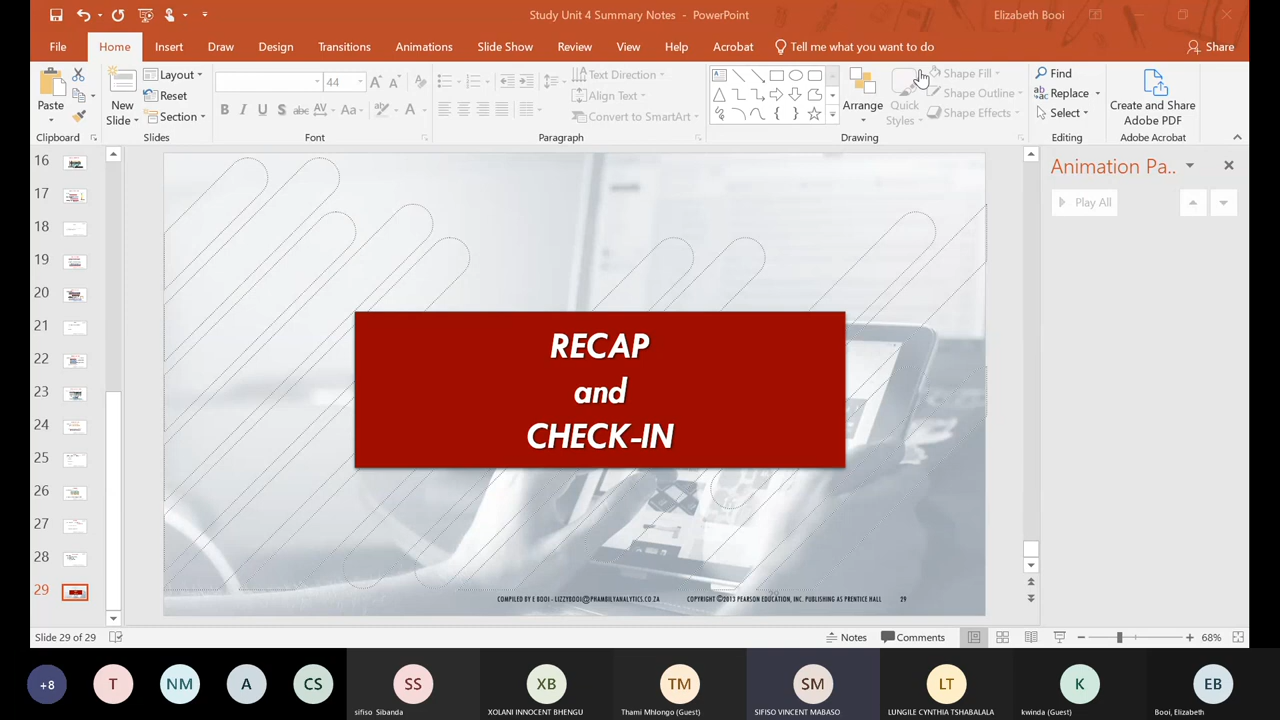 Study Unit 4 Summary Notes - PowerPoint
Elizabeth Booi
File Home Insert Draw Design Transitions Animations Slide Show Review View Help Acrobat Tell me what you want to do Share
Paste
Clipboard
New Slide
Layout
Reset
Section
Slides
44
B I U S abc AV Aa A
Font
Text Direction
Align Text
Convert to SmartArt
Paragraph
Arrange
Quick Styles
Shape Fill
Shape Outline
Shape Effects
Drawing
Find
Replace
Select
Editing
Create and Share
Adobe PDF
Adobe Acrobat
16
17
18
19
20
21
22
23
24
25
26
27
28
29
RECAP
and
CHECK-IN
COMPILED BY E BOOI - LIZZYBOOI@PHAMBILYANALYTICS.CO.ZA COPYRIGHT ©2013 PEARSON EDUCATION, INC. PUBLISHING AS PRENTICE HALL 29
Animation Pa..
Play All
Slide 29 of 29
Notes Comments 68%
+8 T NM A CS SS XB TM SM LT K EB
sifiso Sibanda XOLANI INNOCENT BHENGU Thami Mhlongo (Guest) SIFISO VINCENT MABASO LUNGILE CYNTHIA TSHABALALA kwinda (Guest) Booi, Elizabeth